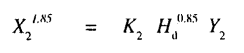 X₂^1.85 = K₂ H_d^0.85 Y₂